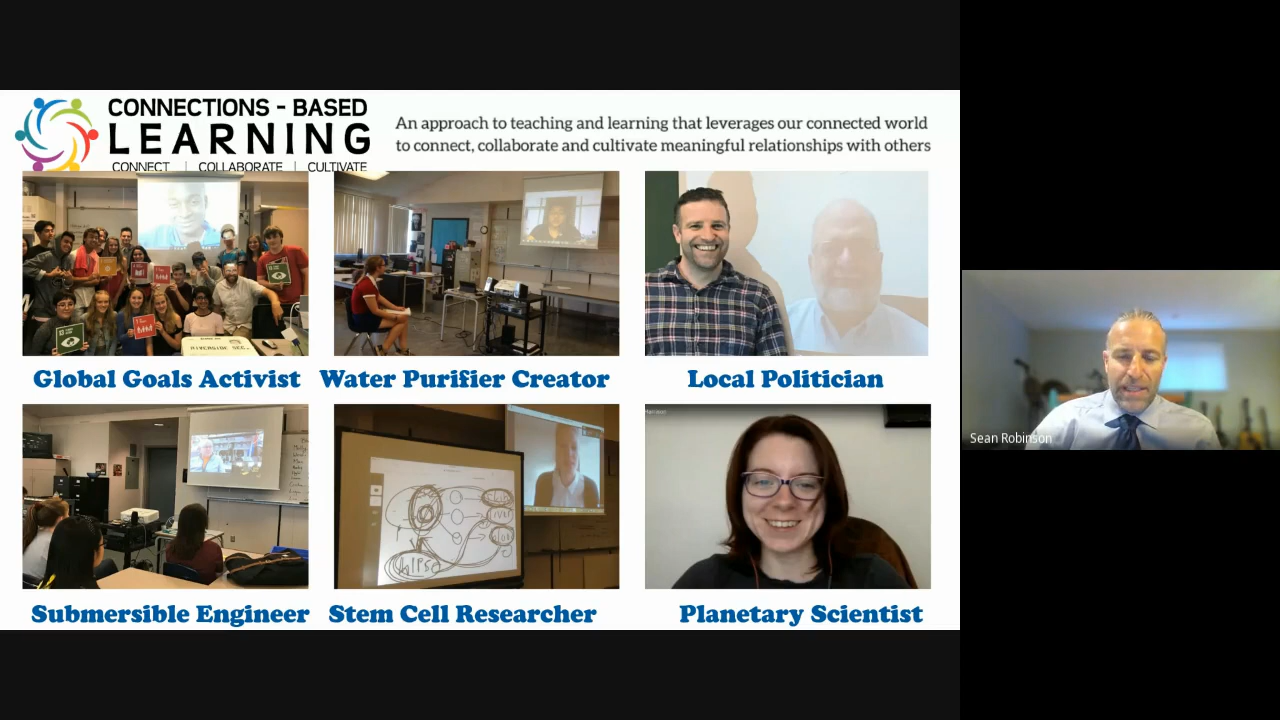 CONNECTIONS - BASED
LEARNING
CONNECT | COLLABORATE | CULTIVATE
An approach to teaching and learning that leverages our connected world
to connect, collaborate and cultivate meaningful relationships with others
RIVERSIDE SEC.
Global Goals Activist
Water Purifier Creator
Local Politician
Sean Robinson
Submersible Engineer
Stem Cell Researcher
Planetary Scientist